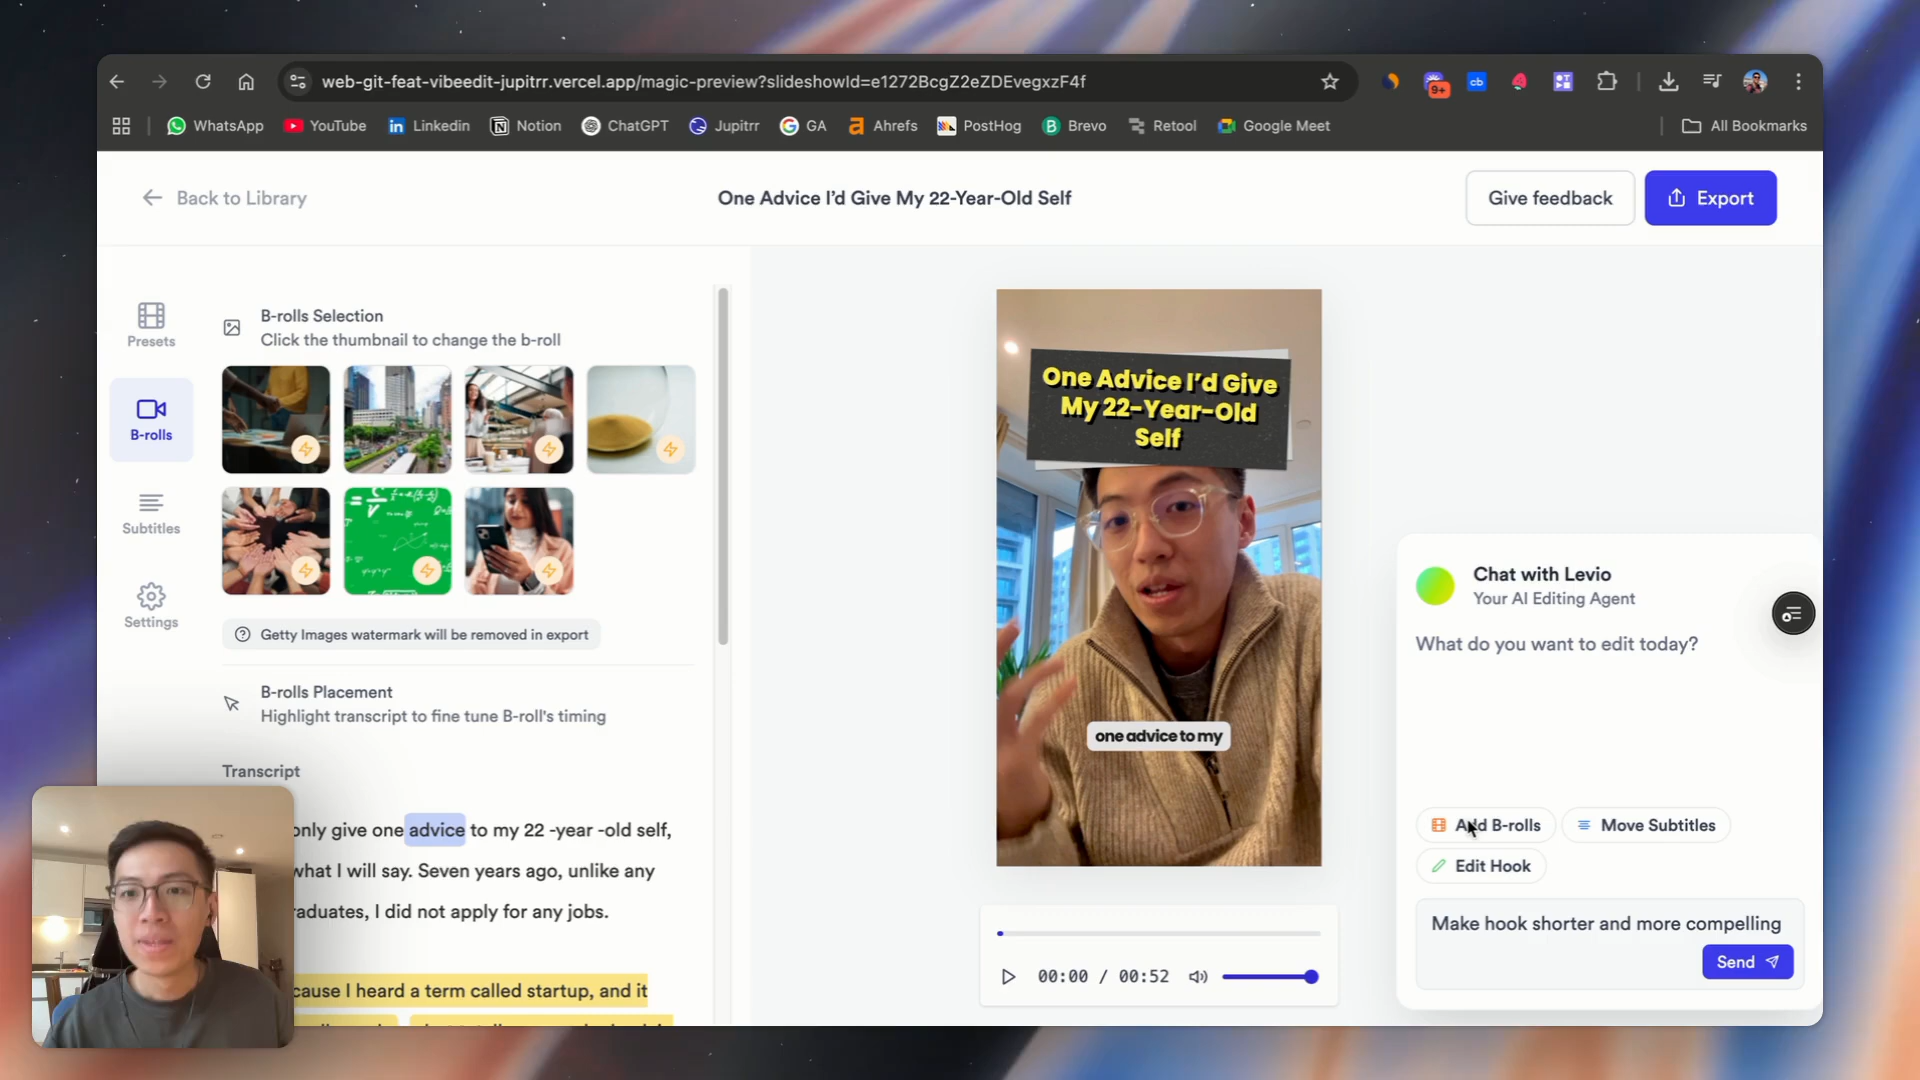 web-git-feat-vibeedit-jupitrr.vercel.app/magic-preview?slideshowId=e1272BcgZ2eZDEvegxzF4f
9+
cb
WhatsApp
YouTube
Linkedin
Notion
ChatGPT
Jupitrr
GA
Ahrefs
PostHog
Brevo
Retool
Google Meet
All Bookmarks
Back to Library
One Advice I'd Give My 22-Year-Old Self
Give feedback
Export
Presets
B-rolls
Subtitles
Settings
B-rolls Selection
Click the thumbnail to change the b-roll
Getty Images watermark will be removed in export
B-rolls Placement
Highlight transcript to fine tune B-roll's timing
Transcript
only give one advice to my 22 -year -old self,
what I will say. Seven years ago, unlike any
raduates, I did not apply for any jobs.
cause I heard a term called startup, and it
One Advice I'd Give
My 22-Year-Old
Self
one advice to my
00:00 / 00:52
Chat with Levio
Your AI Editing Agent
What do you want to edit today?
Add B-rolls
Move Subtitles
Edit Hook
Make hook shorter and more compelling
Send